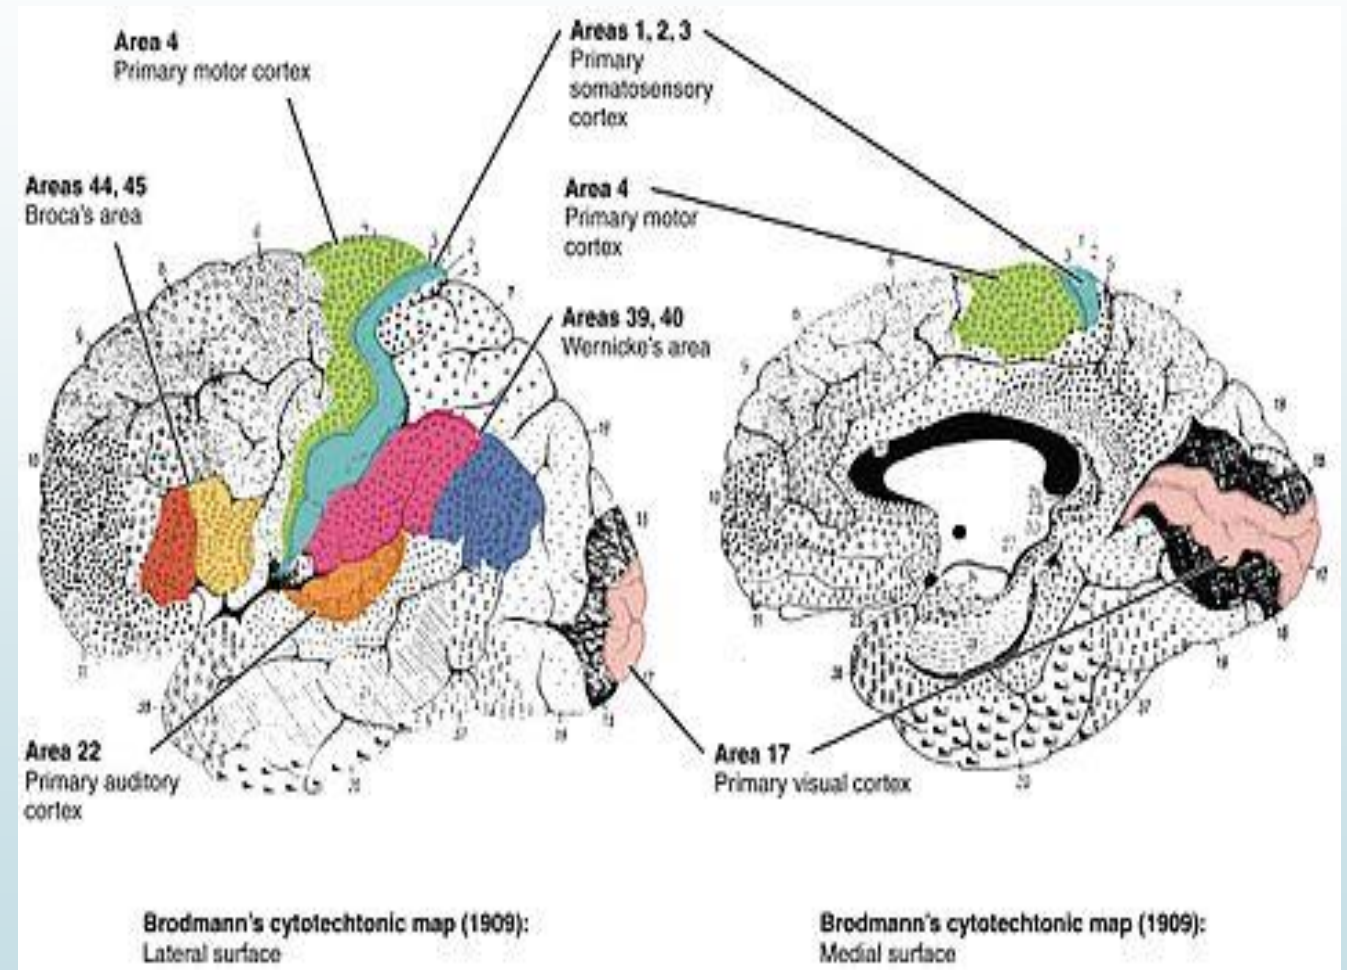 Area 4
Primary motor cortex
Areas 1, 2, 3
Primary
somatosensory
cortex
Areas 44, 45
Broca's area
Area 4
Primary motor
cortex
Areas 39, 40
Wernicke's area
Area 22
Primary auditory
cortex
Area 17
Primary visual cortex
Brodmann's cytotechtonic map (1909):
Lateral surface
Brodmann's cytotechtonic map (1909):
Medial surface